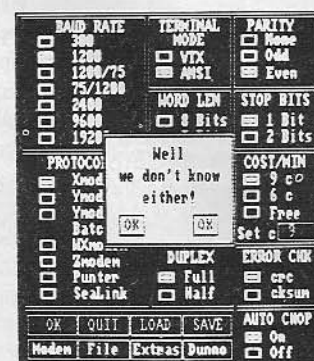 BAUD RATE
300
1200
1200/75
75/1200
2400
9600
1920
TERMINAL
MODE
VTX
ANSI
PARITY
None
Odd
Even
WORD LEN
8 Bits
STOP BITS
1 Bit
2 Bits
Well
we don't know
either!
OK
OK
PROTOCO
Xmod
Ymod
Ymod
Batc
WXmo
Zmodem
Punter
SeaLink
COST/MIN
9 c
6 c
Free
Set c 9
DUPLEX
Full
Half
ERROR CHK
crc
cksum
OK
QUIT
LOAD
SAVE
AUTO CHOP
On
Off
Modem
File
Extras
Dunno